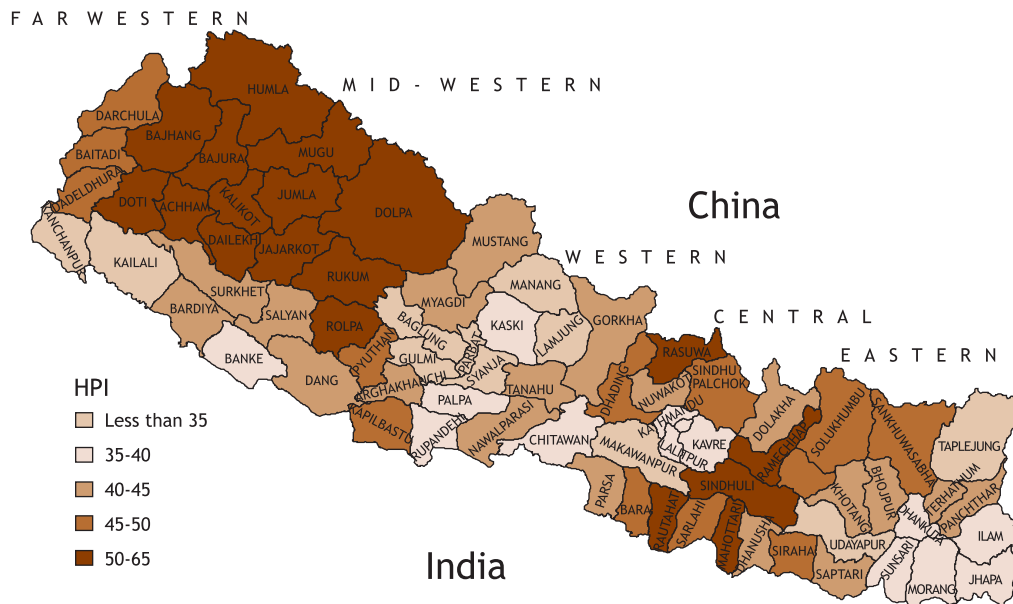 FAR WESTERN
MID-WESTERN
HUMLA
DARCHULA
BAJHANG
BAITADI
BAJURA
MUGU
DADELDHURA
DOTI
ACHHAM
KALIKOT
JUMLA
DOLPA
China
ANCHANPUR
KAILALI
DAILEKH
JAJARKOT
MUSTANG
WESTERN
RUKUM
SURKHET
MANANG
BARDIYA
SALYAN
ROLPA
MYAGDI
BAGLUNG
KASKI
LAMJUNG
GORKHA
CENTRAL
BANKE
DANG
PYUTHAN
GULMI
PARBAT
SYANJA
RASUWA
EASTERN
HPI
ARGHAKHANCHI
TANAHU
DHADING
NUWAKOT
SINDHU
PALCHOK
Less than 35
KAPILBASTU
PALPA
RUPANDEHI
NAWALPARASI
KATHMANDU
DOLAKHA
SOLUKHUMBU
SANKHUWASABHA
TAPLEJUNG
35-40
CHITAWAN
MAKAWANPUR
LALITPUR
KAVRE
RAMECHHAP
40-45
PARSA
SINDHULI
KHOTANG
BHOJPUR
TERHATHUM
PANCHTHAR
45-50
BARA
RAUTAHAT
SARLAHI
MAHOTTARI
DHANUSHA
DHANKUTA
50-65
India
SIRAHA
UDAYAPUR
SAPTARI
SUNSARI
MORANG
ILAM
JHAPA